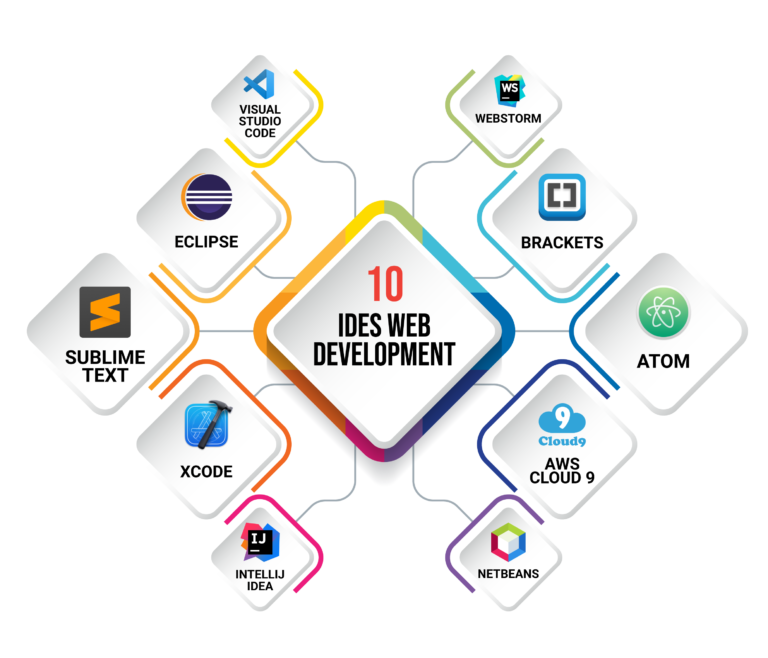 10
IDES WEB
DEVELOPMENT
VISUAL
STUDIO
CODE
ECLIPSE
SUBLIME
TEXT
XCODE
IJ
INTELLIJ
IDEA
WS
WEBSTORM
BRACKETS
ATOM
9
Cloud9
AWS
CLOUD 9
NETBEANS